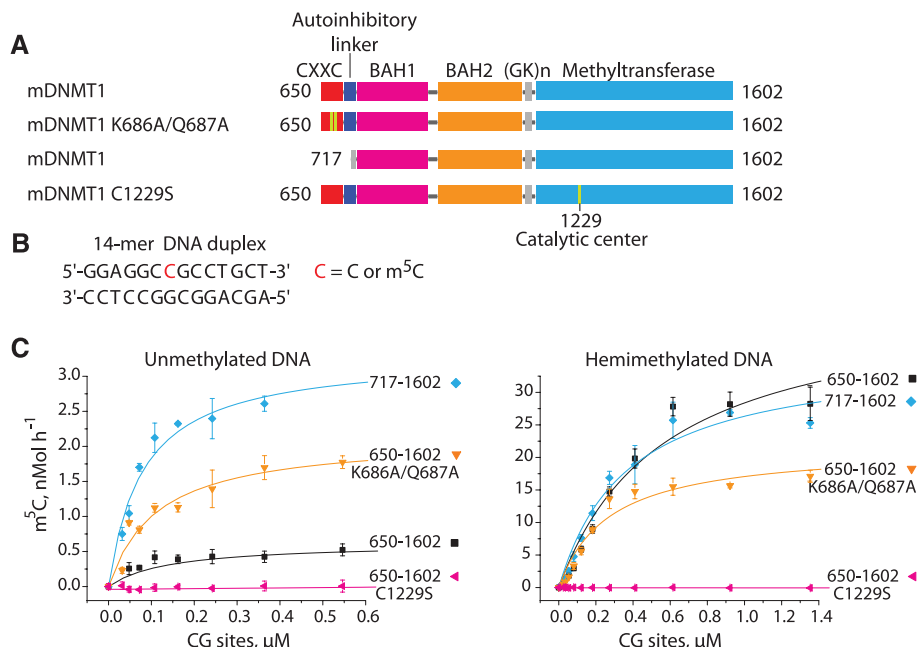 A
Autoinhibitory
linker
CXXC BAH1 BAH2 (GK)n Methyltransferase
mDNMT1 650 1602
mDNMT1 K686A/Q687A 650 1602
mDNMT1 717 1602
mDNMT1 C1229S 650 1602
1229
Catalytic center
B
14-mer DNA duplex
5'-GGAGGCCGCCTGCT-3' C = C or m⁵C
3'-CCTCCGGCGGACGA-5'
C
Unmethylated DNA
m⁵C, nMol h⁻¹
3.0
2.5
2.0
1.5
1.0
0.5
0.0
717-1602
650-1602
K686A/Q687A
650-1602
650-1602
C1229S
0.0 0.1 0.2 0.3 0.4 0.5 0.6
CG sites, µM
Hemimethylated DNA
30
25
20
15
10
5
0
650-1602
717-1602
650-1602
K686A/Q687A
650-1602
C1229S
0.0 0.2 0.4 0.6 0.8 1.0 1.2 1.4
CG sites, µM